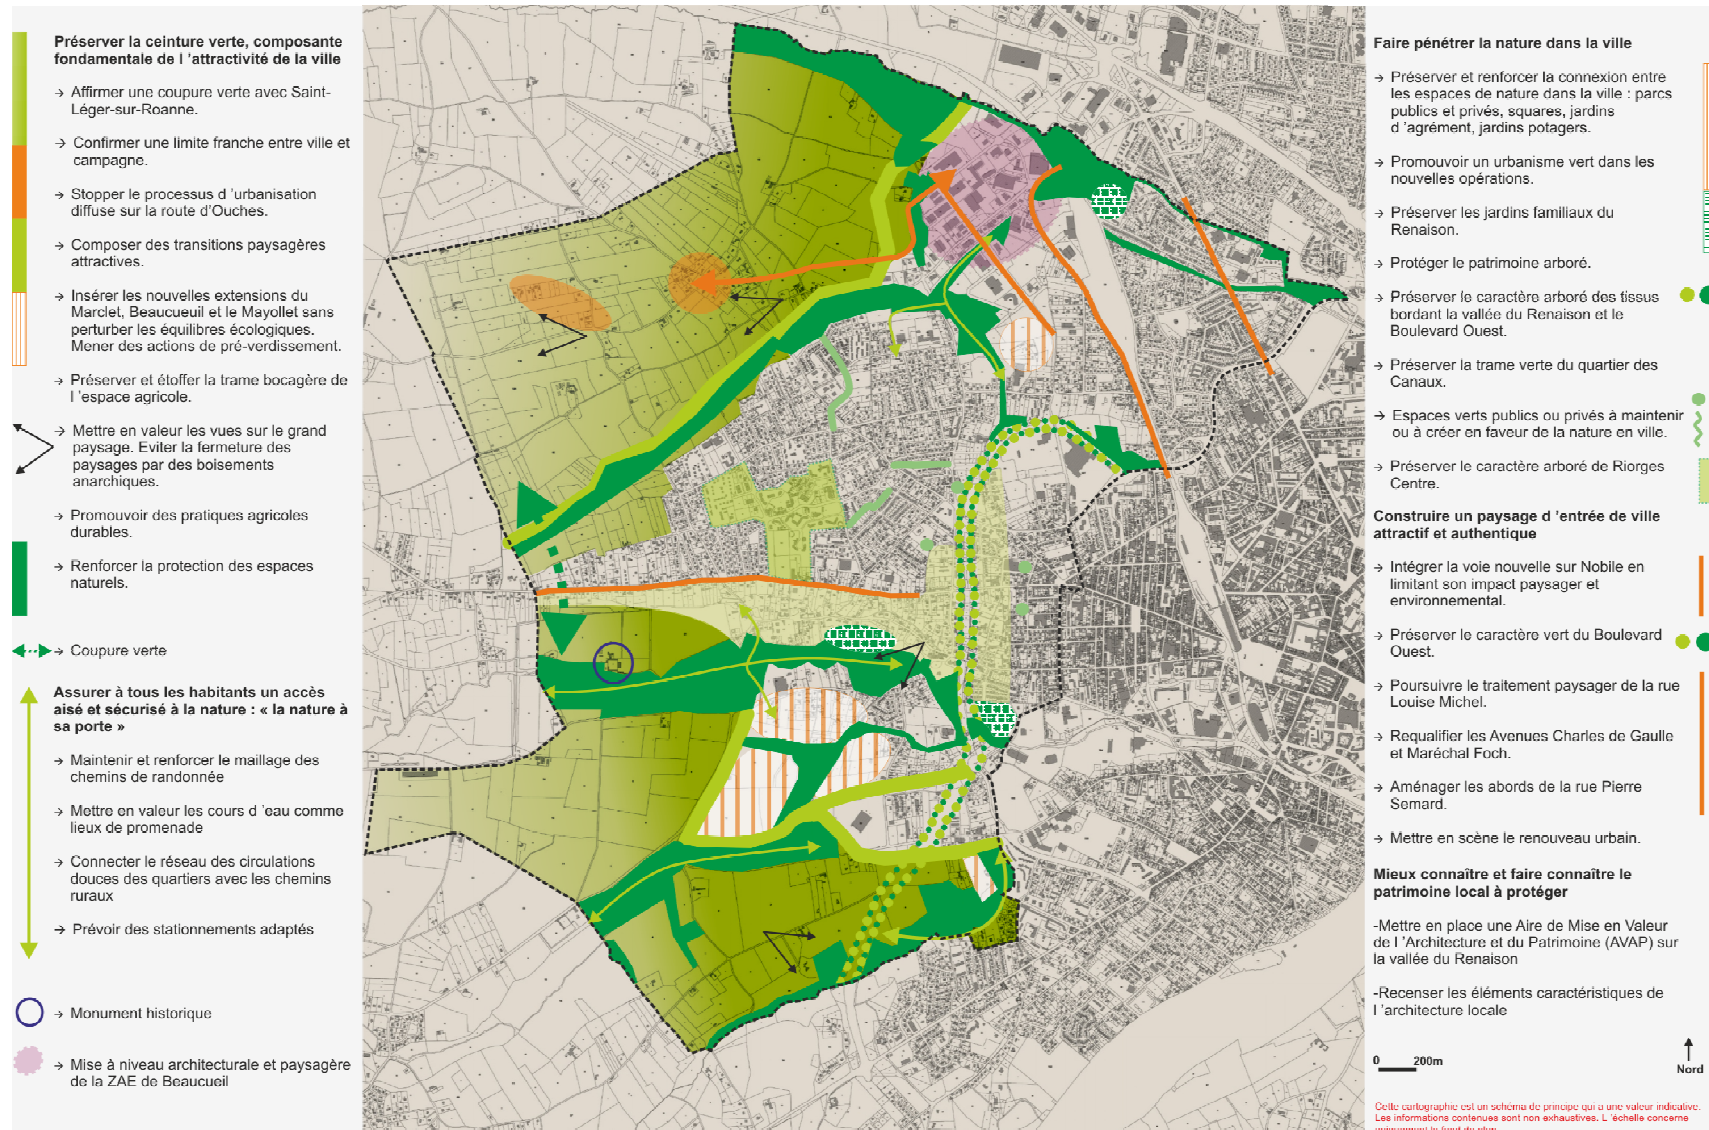 Préserver la ceinture verte, composante
fondamentale de l 'attractivité de la ville
→ Affirmer une coupure verte avec Saint-
Léger-sur-Roanne.
→ Confirmer une limite franche entre ville et
campagne.
→ Stopper le processus d 'urbanisation
diffuse sur la route d'Ouches.
→ Composer des transitions paysagères
attractives.
→ Insérer les nouvelles extensions du
Marclet, Beaucueuil et le Mayollet sans
perturber les équilibres écologiques.
Mener des actions de pré-verdissement.
→ Préserver et étoffer la trame bocagère de
l 'espace agricole.
→ Mettre en valeur les vues sur le grand
paysage. Eviter la fermeture des
paysages par des boisements
anarchiques.
→ Promouvoir des pratiques agricoles
durables.
→ Renforcer la protection des espaces
naturels.
→ Coupure verte
Assurer à tous les habitants un accès
aisé et sécurisé à la nature : « la nature à
sa porte »
→ Maintenir et renforcer le maillage des
chemins de randonnée
→ Mettre en valeur les cours d 'eau comme
lieux de promenade
→ Connecter le réseau des circulations
douces des quartiers avec les chemins
ruraux
→ Prévoir des stationnements adaptés
→ Monument historique
→ Mise à niveau architecturale et paysagère
de la ZAE de Beaucueil
Faire pénétrer la nature dans la ville
→ Préserver et renforcer la connexion entre
les espaces de nature dans la ville : parcs
publics et privés, squares, jardins
d 'agrément, jardins potagers.
→ Promouvoir un urbanisme vert dans les
nouvelles opérations.
→ Préserver les jardins familiaux du
Renaison.
→ Protéger le patrimoine arboré.
→ Préserver le caractère arboré des tissus
bordant la vallée du Renaison et le
Boulevard Ouest.
→ Préserver la trame verte du quartier des
Canaux.
→ Espaces verts publics ou privés à maintenir
ou à créer en faveur de la nature en ville.
→ Préserver le caractère arboré de Riorges
Centre.
Construire un paysage d 'entrée de ville
attractif et authentique
→ Intégrer la voie nouvelle sur Nobile en
limitant son impact paysager et
environnemental.
→ Préserver le caractère vert du Boulevard
Ouest.
→ Poursuivre le traitement paysager de la rue
Louise Michel.
→ Requalifier les Avenues Charles de Gaulle
et Maréchal Foch.
→ Aménager les abords de la rue Pierre
Semard.
→ Mettre en scène le renouveau urbain.
Mieux connaître et faire connaître le
patrimoine local à protéger
-Mettre en place une Aire de Mise en Valeur
de l 'Architecture et du Patrimoine (AVAP) sur
la vallée du Renaison
-Recenser les éléments caractéristiques de
l 'architecture locale
0 200m
Nord
Cette cartographie est un schéma de principe qui a une valeur indicative.
Les informations contenues sont non exhaustives. L 'échelle concerne
uniquement le fond de plan.